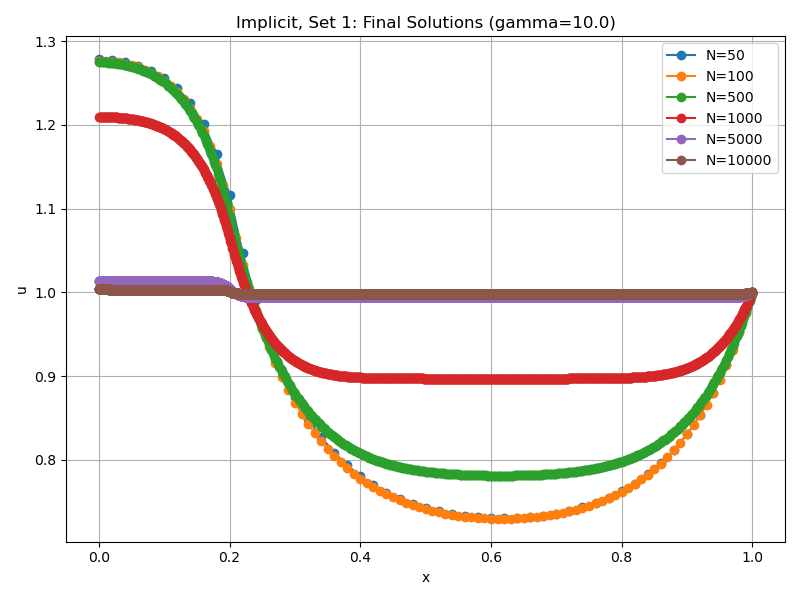 Implicit, Set 1: Final Solutions (gamma=10.0)
1.3
1.2
1.1
1.0
0.9
0.8
u
0.0
0.2
0.4
0.6
0.8
1.0
x
N=50
N=100
N=500
N=1000
N=5000
N=10000